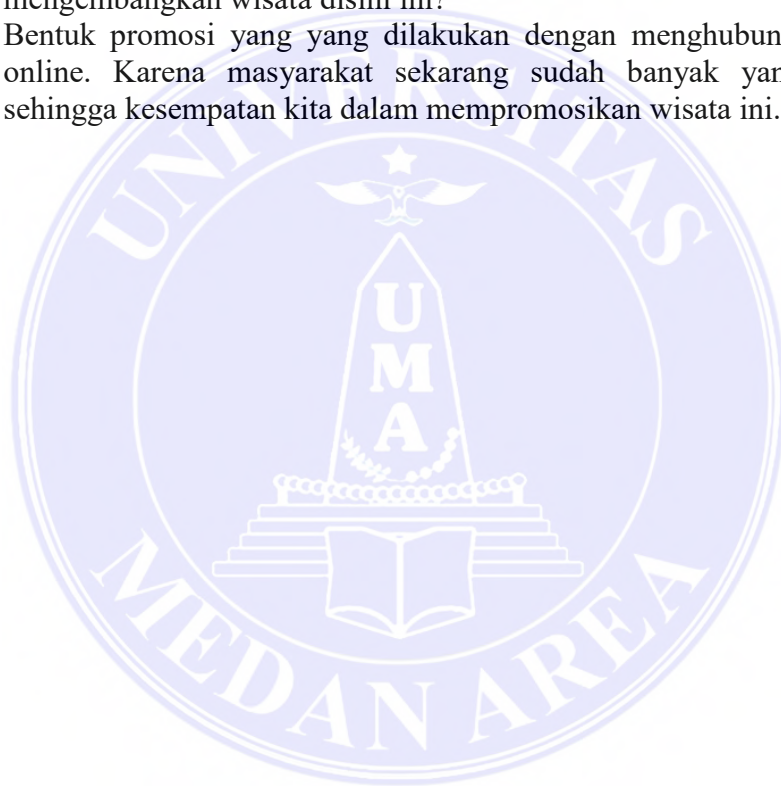 mengembangkan wisata disini ini?
Bentuk promosi yang yang dilakukan dengan menghubun
online. Karena masyarakat sekarang sudah banyak yan
sehingga kesempatan kita dalam mempromosikan wisata ini.
UNIVERSITAS
U
M
A
MEDAN AREA